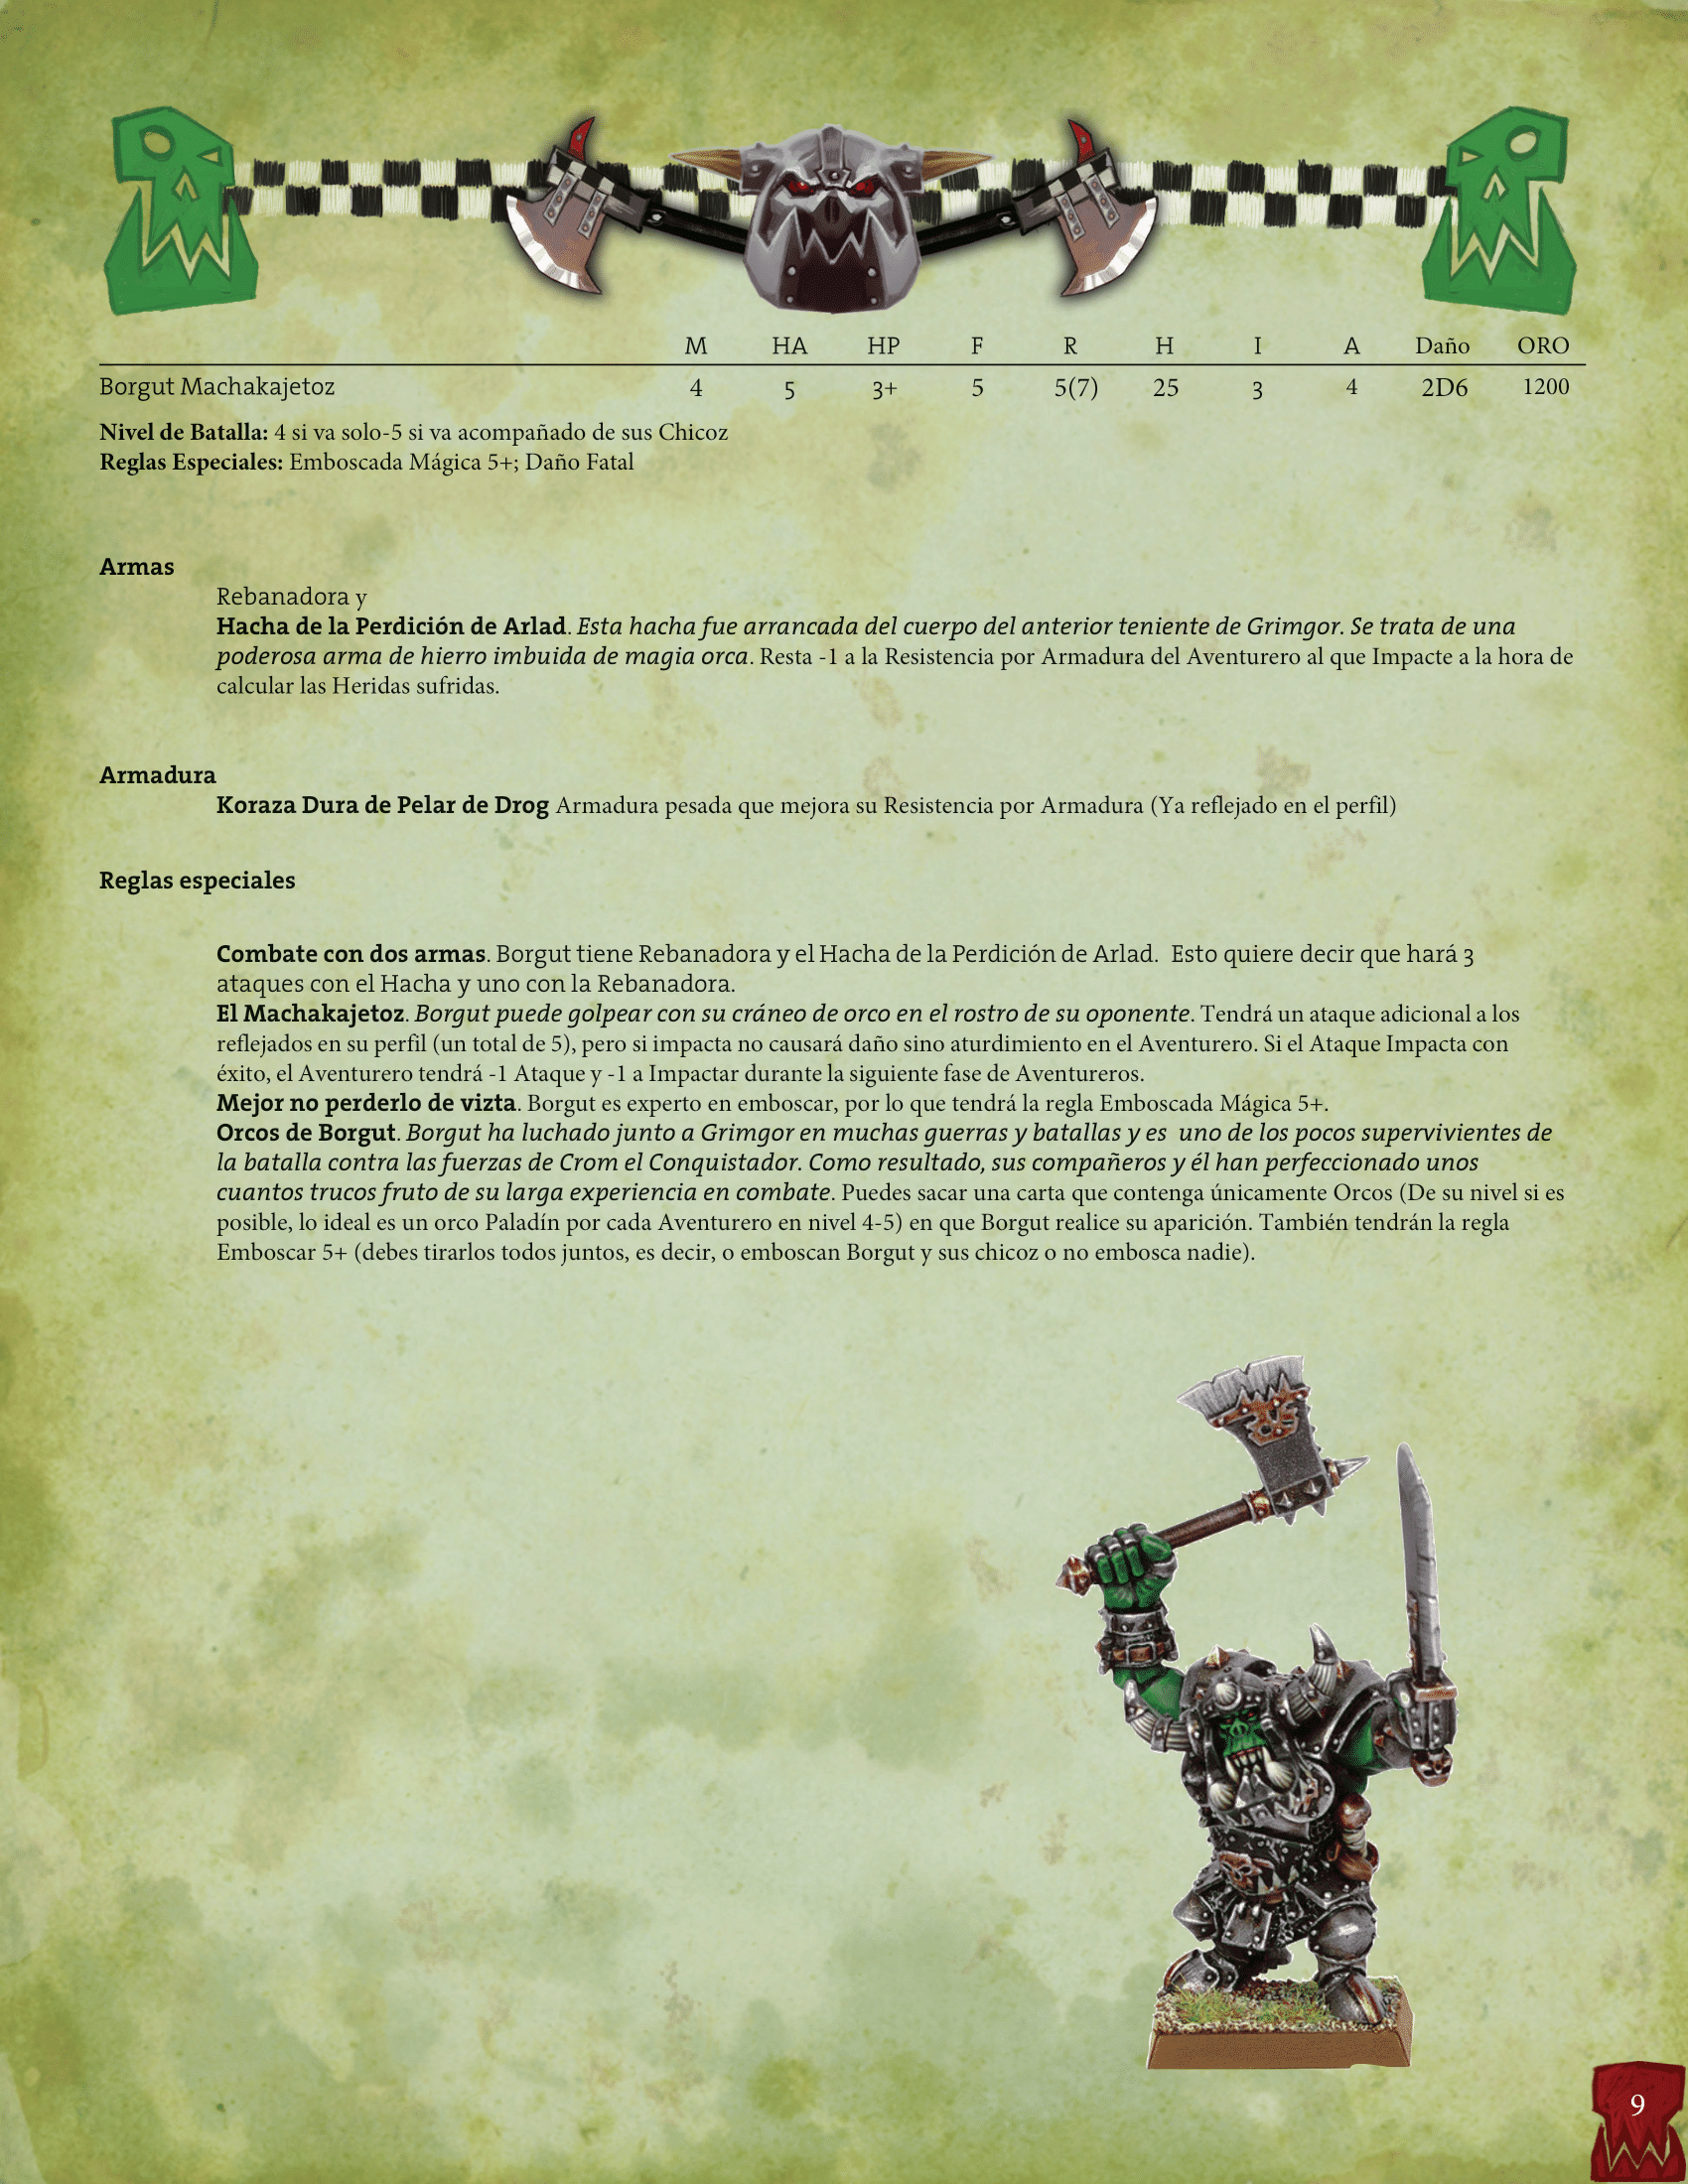 M HA HP F R H I A Daño ORO
Borgut Machakajetoz 4 5 3+ 5 5(7) 25 3 4 2D6 1200
Nivel de Batalla: 4 si va solo-5 si va acompañado de sus Chicoz
Reglas Especiales: Emboscada Mágica 5+; Daño Fatal
Armas
Rebanadora y
Hacha de la Perdición de Arlad. Esta hacha fue arrancada del cuerpo del anterior teniente de Grimgor. Se trata de una
poderosa arma de hierro imbuida de magia orca. Resta -1 a la Resistencia por Armadura del Aventurero al que Impacte a la hora de
calcular las Heridas sufridas.
Armadura
Koraza Dura de Pelar de Drog Armadura pesada que mejora su Resistencia por Armadura (Ya reflejado en el perfil)
Reglas especiales
Combate con dos armas. Borgut tiene Rebanadora y el Hacha de la Perdición de Arlad. Esto quiere decir que hará 3
ataques con el Hacha y uno con la Rebanadora.
El Machakajetoz. Borgut puede golpear con su cráneo de orco en el rostro de su oponente. Tendrá un ataque adicional a los
reflejados en su perfil (un total de 5), pero si impacta no causará daño sino aturdimiento en el Aventurero. Si el Ataque Impacta con
éxito, el Aventurero tendrá -1 Ataque y -1 a Impactar durante la siguiente fase de Aventureros.
Mejor no perderlo de vizta. Borgut es experto en emboscar, por lo que tendrá la regla Emboscada Mágica 5+.
Orcos de Borgut. Borgut ha luchado junto a Grimgor en muchas guerras y batallas y es uno de los pocos supervivientes de
la batalla contra las fuerzas de Crom el Conquistador. Como resultado, sus compañeros y él han perfeccionado unos
cuantos trucos fruto de su larga experiencia en combate. Puedes sacar una carta que contenga únicamente Orcos (De su nivel si es
posible, lo ideal es un orco Paladín por cada Aventurero en nivel 4-5) en que Borgut realice su aparición. También tendrán la regla
Emboscar 5+ (debes tirarlos todos juntos, es decir, o emboscan Borgut y sus chicoz o no embosca nadie).
9